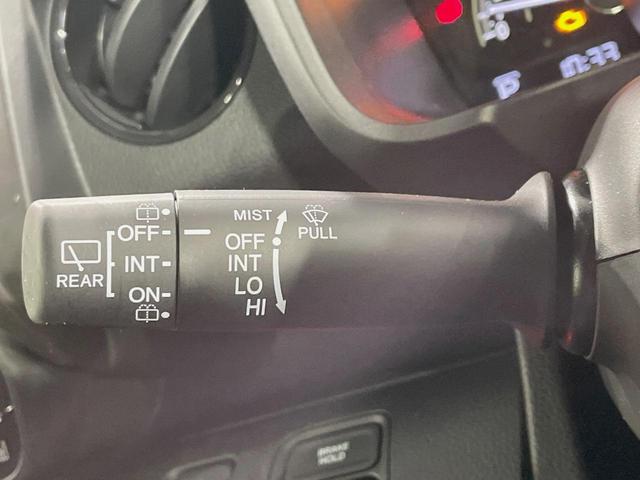 MIST
OFF
OFF
PULL
REAR
INT
INT
ON
LO
HI
BRAKE
HOLD